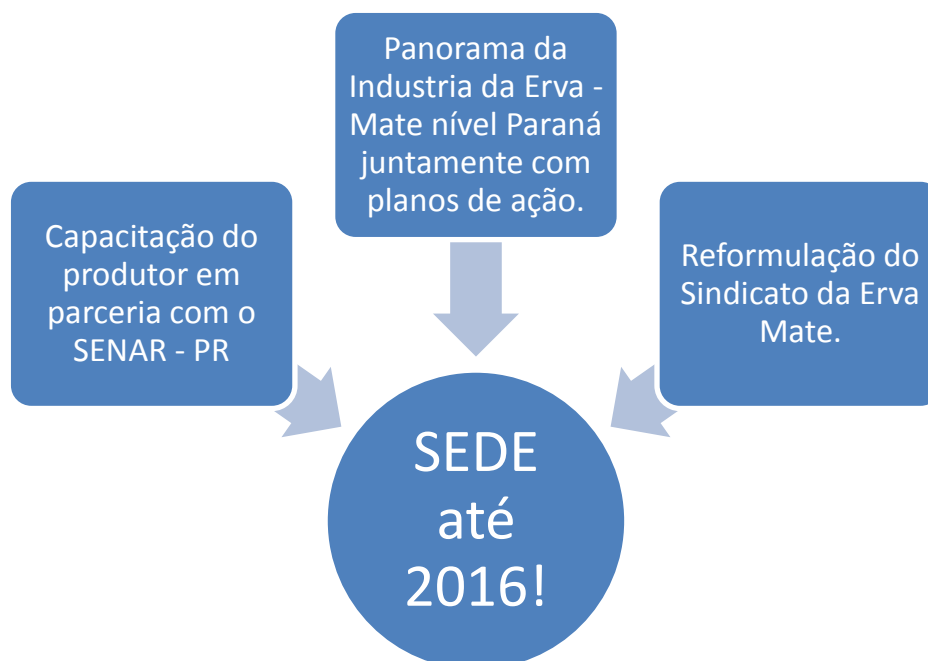 Panorama da
Industria da Erva -
Mate nível Paraná
juntamente com
planos de ação.
Capacitação do
produtor em
parceria com o
SENAR - PR
Reformulação do
Sindicato da Erva
Mate.
SEDE
até
2016!